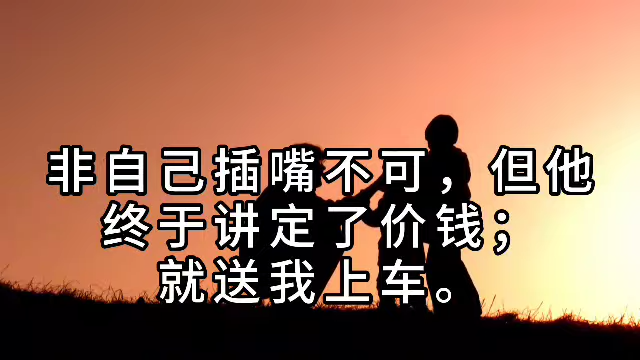 非自己插嘴不可，但他
终于讲定了价钱；
就送我上车。